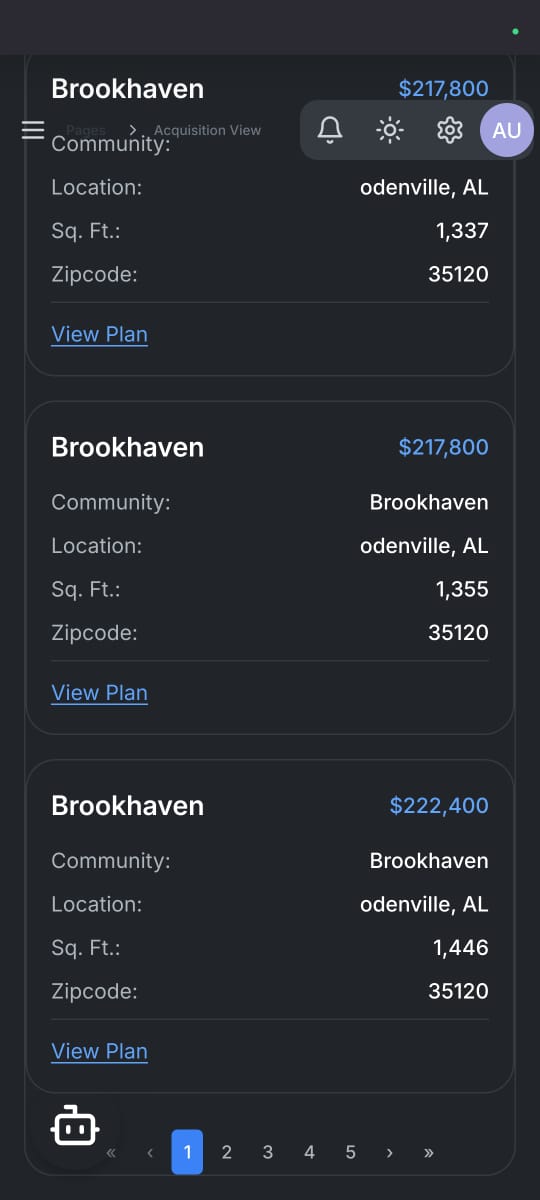 Brookhaven $217,800
Pages › Acquisition View AU
Community:
Location: odenville, AL
Sq. Ft.: 1,337
Zipcode: 35120
View Plan
Brookhaven $217,800
Community: Brookhaven
Location: odenville, AL
Sq. Ft.: 1,355
Zipcode: 35120
View Plan
Brookhaven $222,400
Community: Brookhaven
Location: odenville, AL
Sq. Ft.: 1,446
Zipcode: 35120
View Plan
« ‹ 1 2 3 4 5 › »